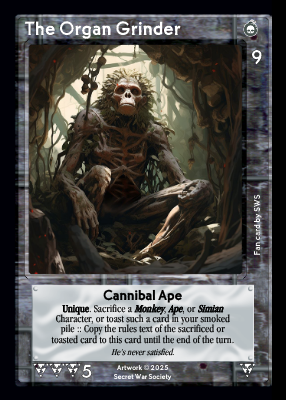 The Organ Grinder
9
Fan card by SWS
Cannibal Ape
Unique. Sacrifice a Monkey, Ape, or Simian
Character, or toast such a card in your smoked
pile :: Copy the rules text of the sacrificed or
toasted card to this card until the end of the turn.
He's never satisfied.
5
Artwork © 2025
Secret War Society